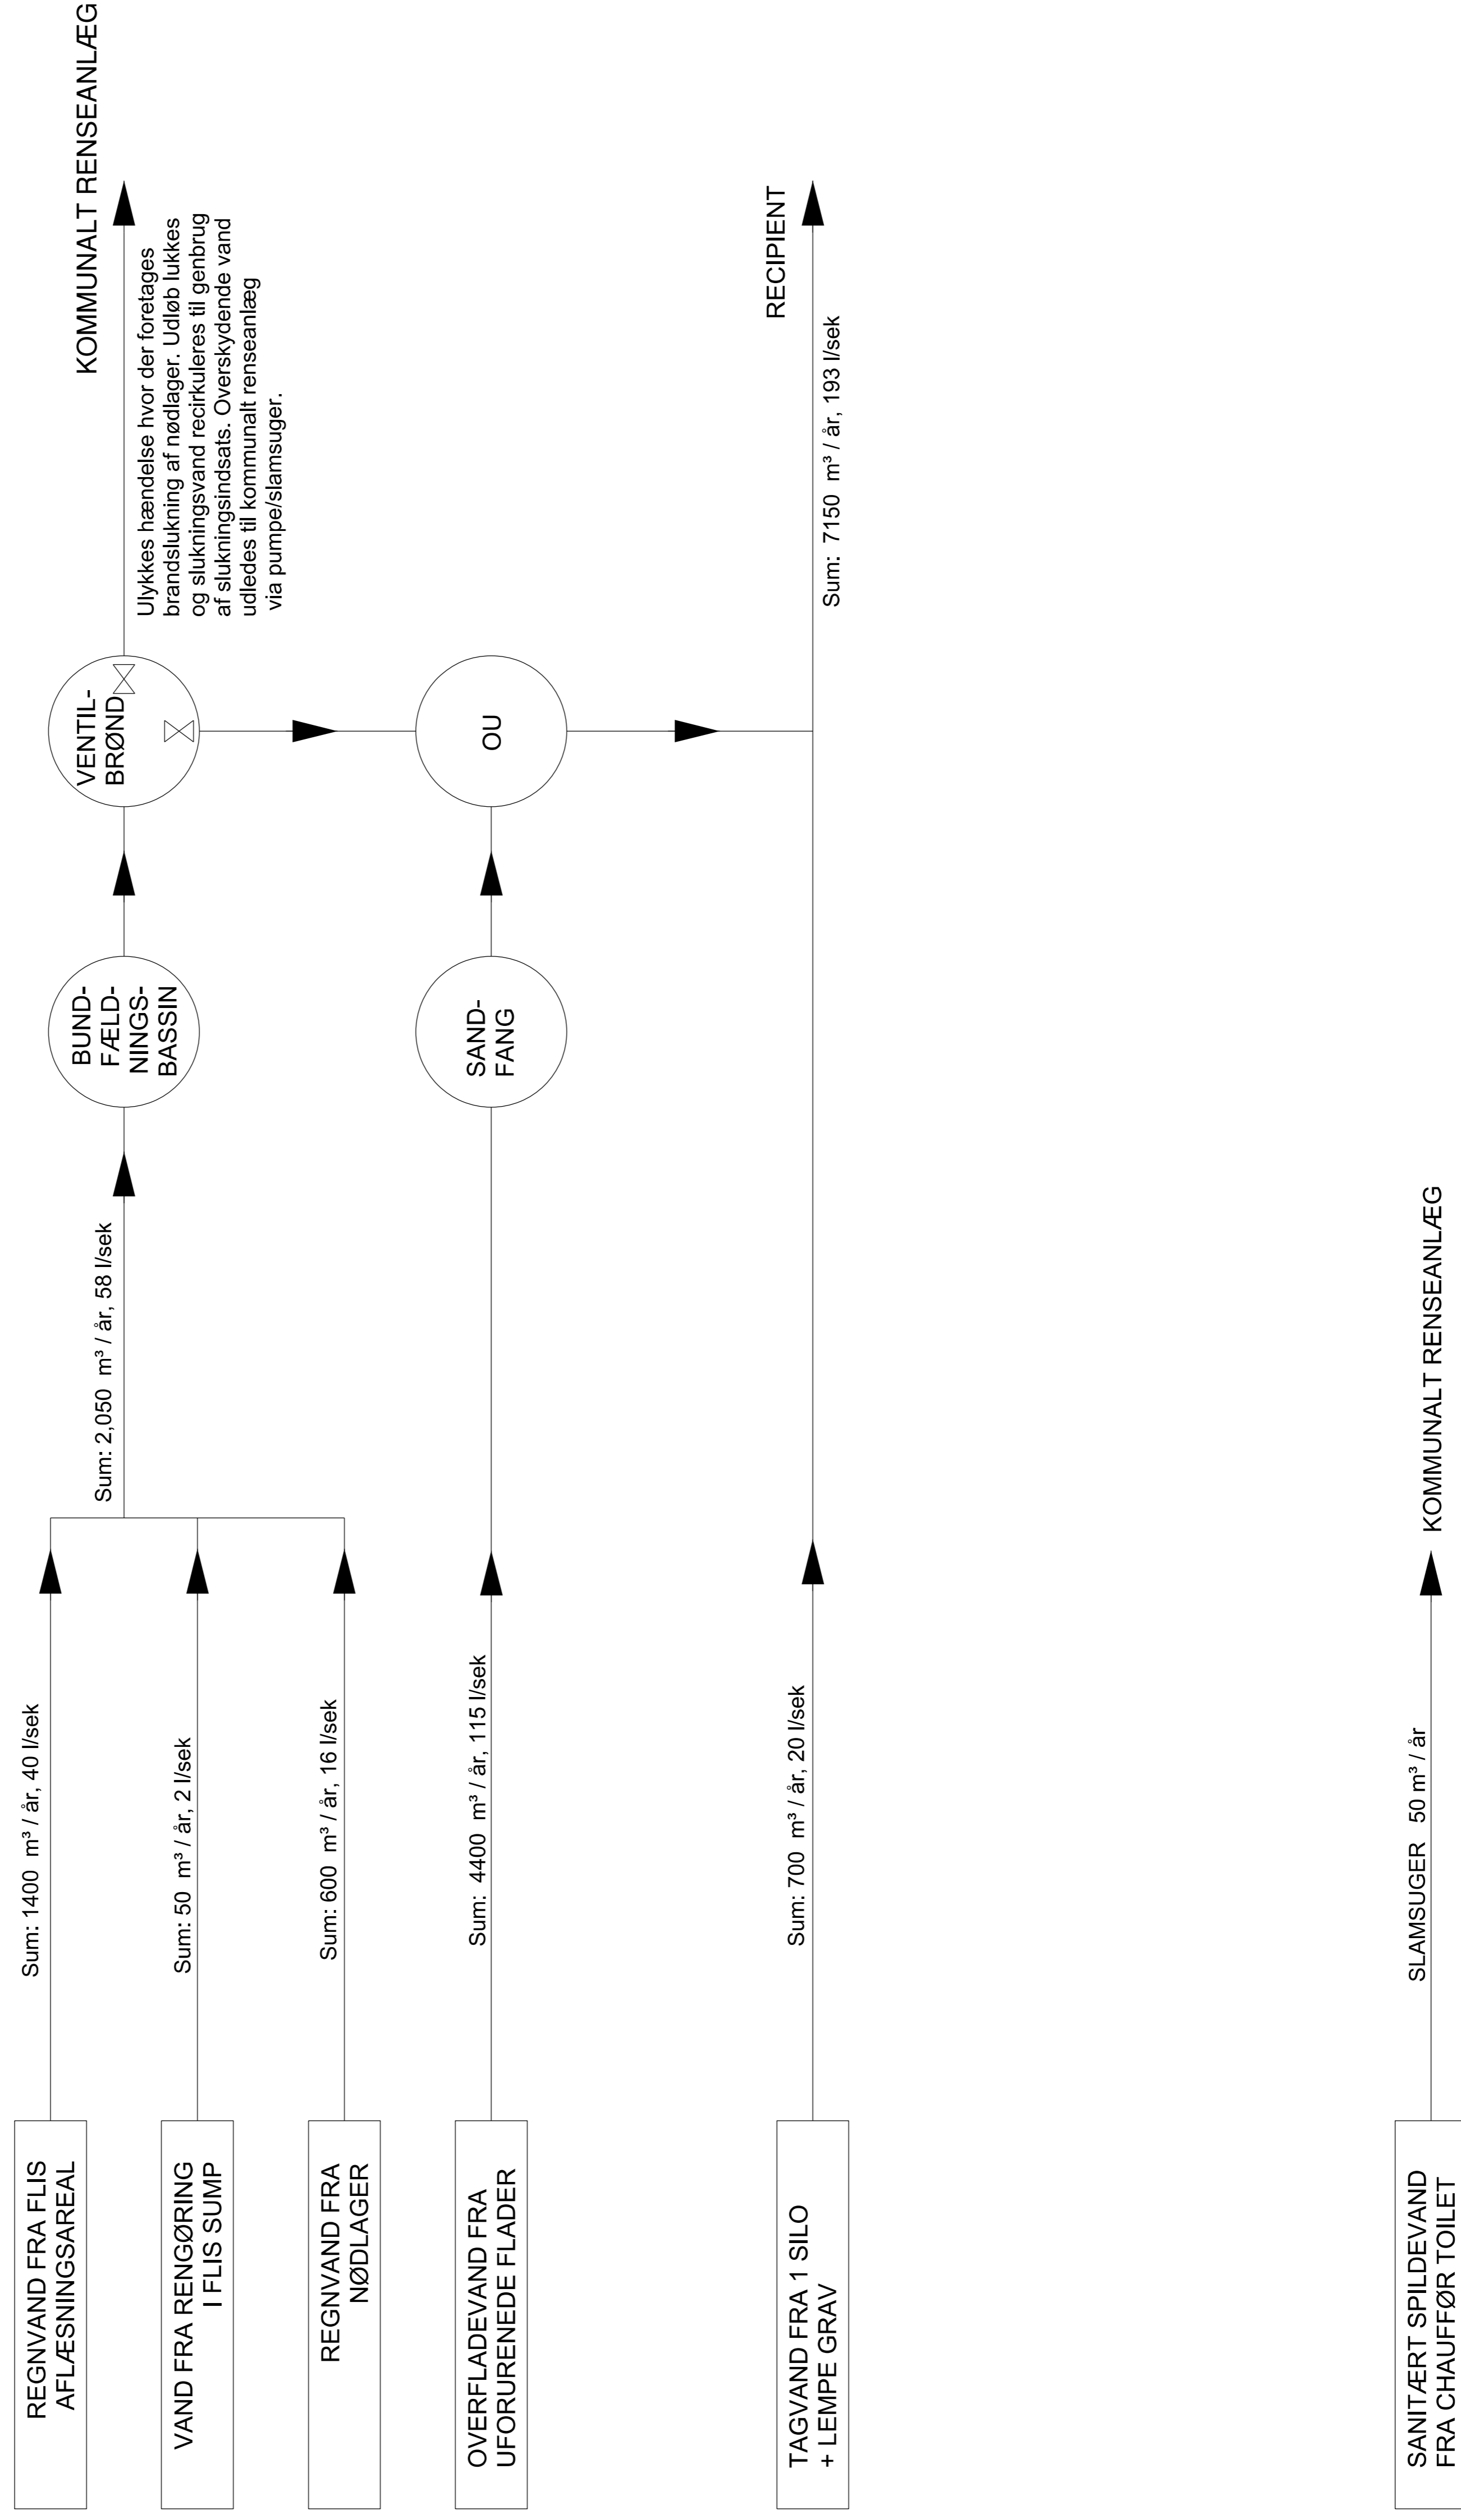 REGNVAND FRA FLIS
AFLÆSNINGSAREAL
Sum: 1400 m³ / år, 40 l/sek
VAND FRA RENGØRING
I FLIS SUMP
Sum: 50 m³ / år, 2 l/sek
REGNVAND FRA
NØDLAGER
Sum: 600 m³ / år, 16 l/sek
Sum: 2,050 m³ / år, 58 l/sek
BUND-
FÆLD-
NINGS-
BASSIN
VENTIL-
BRØND
KOMMUNALT RENSEANLÆG
Ulykkes hændelse hvor der foretages
brandslukning af nødlager. Udløb lukkes
og slukningsvand recirkuleres til genbrug
af slukningsindsats. Overskydende vand
udledes til kommunalt renseanlæg
via pumpe/slamsuger.
OVERFLADEVAND FRA
UFORURENEDE FLADER
Sum: 4400 m³ / år, 115 l/sek
SAND-
FANG
OU
TAGVAND FRA 1 SILO
+ LEMPE GRAV
Sum: 700 m³ / år, 20 l/sek
RECIPIENT
Sum: 7150 m³ / år, 193 l/sek
SANITÆRT SPILDEVAND
FRA CHAUFFØR TOILET
SLAMSUGER 50 m³ / år
KOMMUNALT RENSEANLÆG